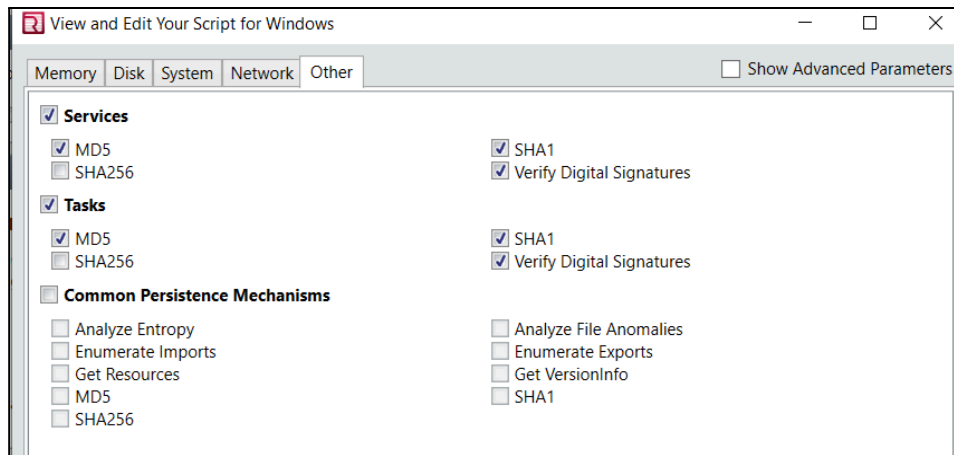 View and Edit Your Script for Windows
Memory Disk System Network Other Show Advanced Parameters
Services
MD5 SHA1
SHA256 Verify Digital Signatures
Tasks
MD5 SHA1
SHA256 Verify Digital Signatures
Common Persistence Mechanisms
Analyze Entropy Analyze File Anomalies
Enumerate Imports Enumerate Exports
Get Resources Get VersionInfo
MD5 SHA1
SHA256